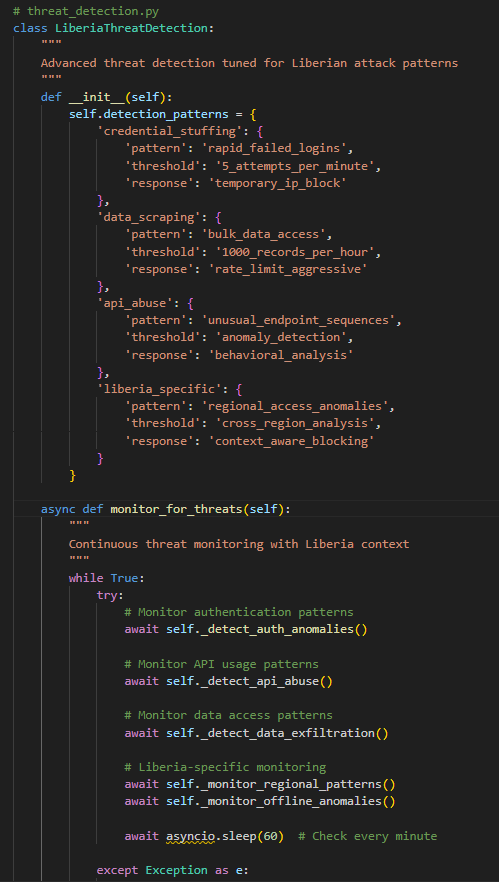 # threat_detection.py
class LiberiaThreatDetection:
    """
    Advanced threat detection tuned for Liberian attack patterns
    """
    def __init__(self):
        self.detection_patterns = {
            'credential_stuffing': {
                'pattern': 'rapid_failed_logins',
                'threshold': '5_attempts_per_minute',
                'response': 'temporary_ip_block'
            },
            'data_scraping': {
                'pattern': 'bulk_data_access',
                'threshold': '1000_records_per_hour',
                'response': 'rate_limit_aggressive'
            },
            'api_abuse': {
                'pattern': 'unusual_endpoint_sequences',
                'threshold': 'anomaly_detection',
                'response': 'behavioral_analysis'
            },
            'liberia_specific': {
                'pattern': 'regional_access_anomalies',
                'threshold': 'cross_region_analysis',
                'response': 'context_aware_blocking'
            }
        }

    async def monitor_for_threats(self):
        """
        Continuous threat monitoring with Liberia context
        """
        while True:
            try:
                # Monitor authentication patterns
                await self._detect_auth_anomalies()

                # Monitor API usage patterns
                await self._detect_api_abuse()

                # Monitor data access patterns
                await self._detect_data_exfiltration()

                # Liberia-specific monitoring
                await self._monitor_regional_patterns()
                await self._monitor_offline_anomalies()

                await asyncio.sleep(60)  # Check every minute

            except Exception as e: